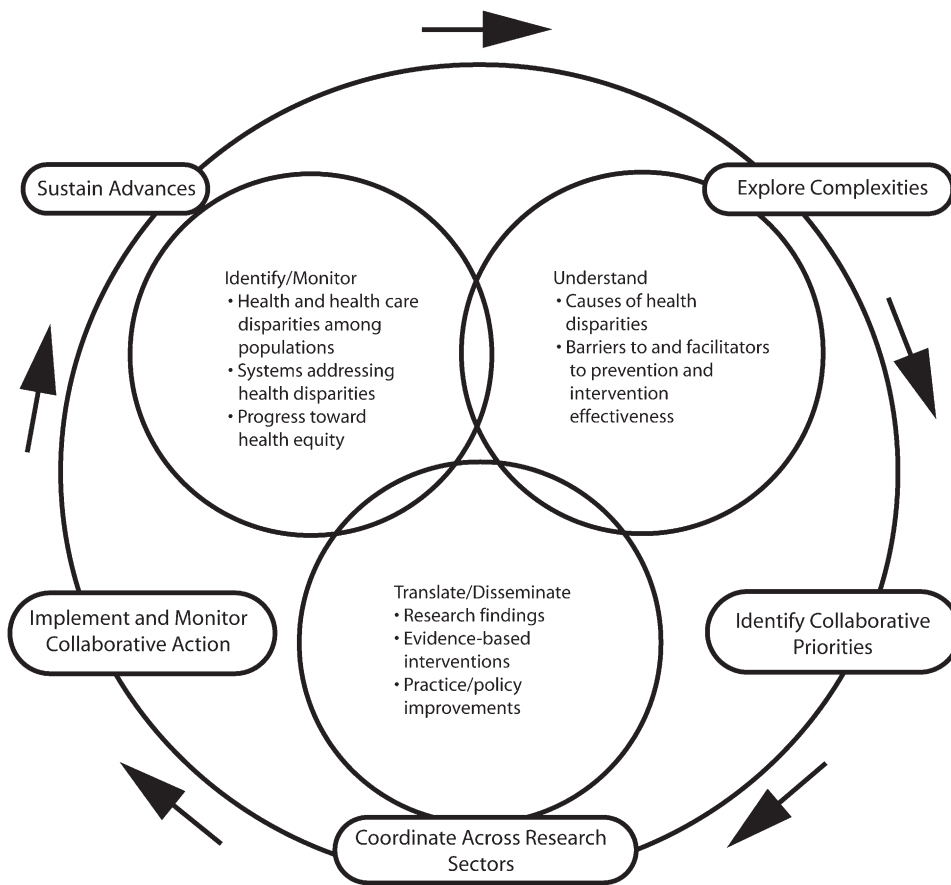 Sustain Advances
Explore Complexities
Identify/Monitor
• Health and health care
disparities among
populations
• Systems addressing
health disparities
• Progress toward
health equity
Understand
• Causes of health
disparities
• Barriers to and facilitators
to prevention and
intervention
effectiveness
Translate/Disseminate
• Research findings
• Evidence-based
interventions
• Practice/policy
improvements
Implement and Monitor
Collaborative Action
Identify Collaborative
Priorities
Coordinate Across Research
Sectors